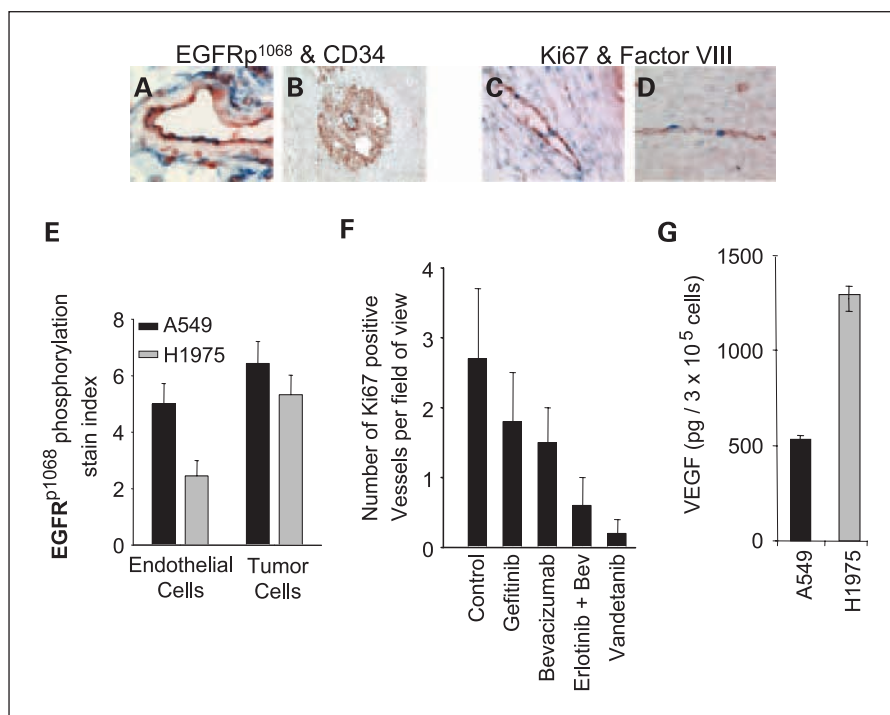 EGFRp1068 & CD34
Ki67 & Factor VIII
A
B
C
D
E
EGFRp1068 phosphorylation
stain index
8
6
4
2
0
A549
H1975
Endothelial
Cells
Tumor
Cells
F
Number of Ki67 positive
Vessels per field of view
4
3
2
1
0
Control
Gefitinib
Bevacizumab
Erlotinib + Bev
Vandetanib
G
VEGF (pg / 3 x 10⁵ cells)
1500
1000
500
0
A549
H1975